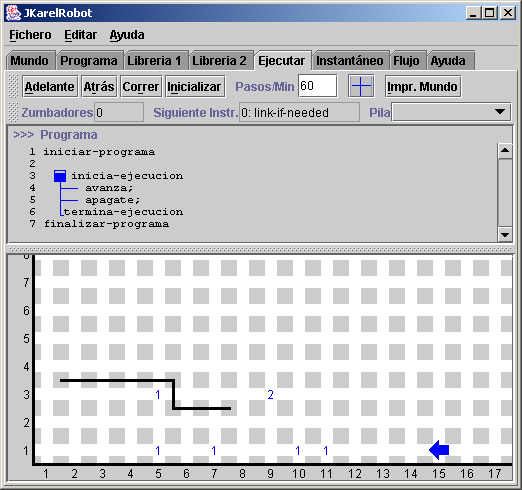 JKarelRobot
Fichero Editar Ayuda
Mundo Programa Libreria 1 Libreria 2 Ejecutar Instantáneo Flujo Ayuda
Adelante Atrás Correr Inicializar Pasos/Min 60 Impr. Mundo
Zumbadores 0 Siguiente Instr. 0: link-if-needed Pila
>>> Programa
1 iniciar-programa
2
3 inicia-ejecucion
4 avanza;
5 apagate;
6 termina-ejecucion
7 finalizar-programa
8
7
6
5
4
3 1 2
2
1 1 1 1 1
1 2 3 4 5 6 7 8 9 10 11 12 13 14 15 16 17